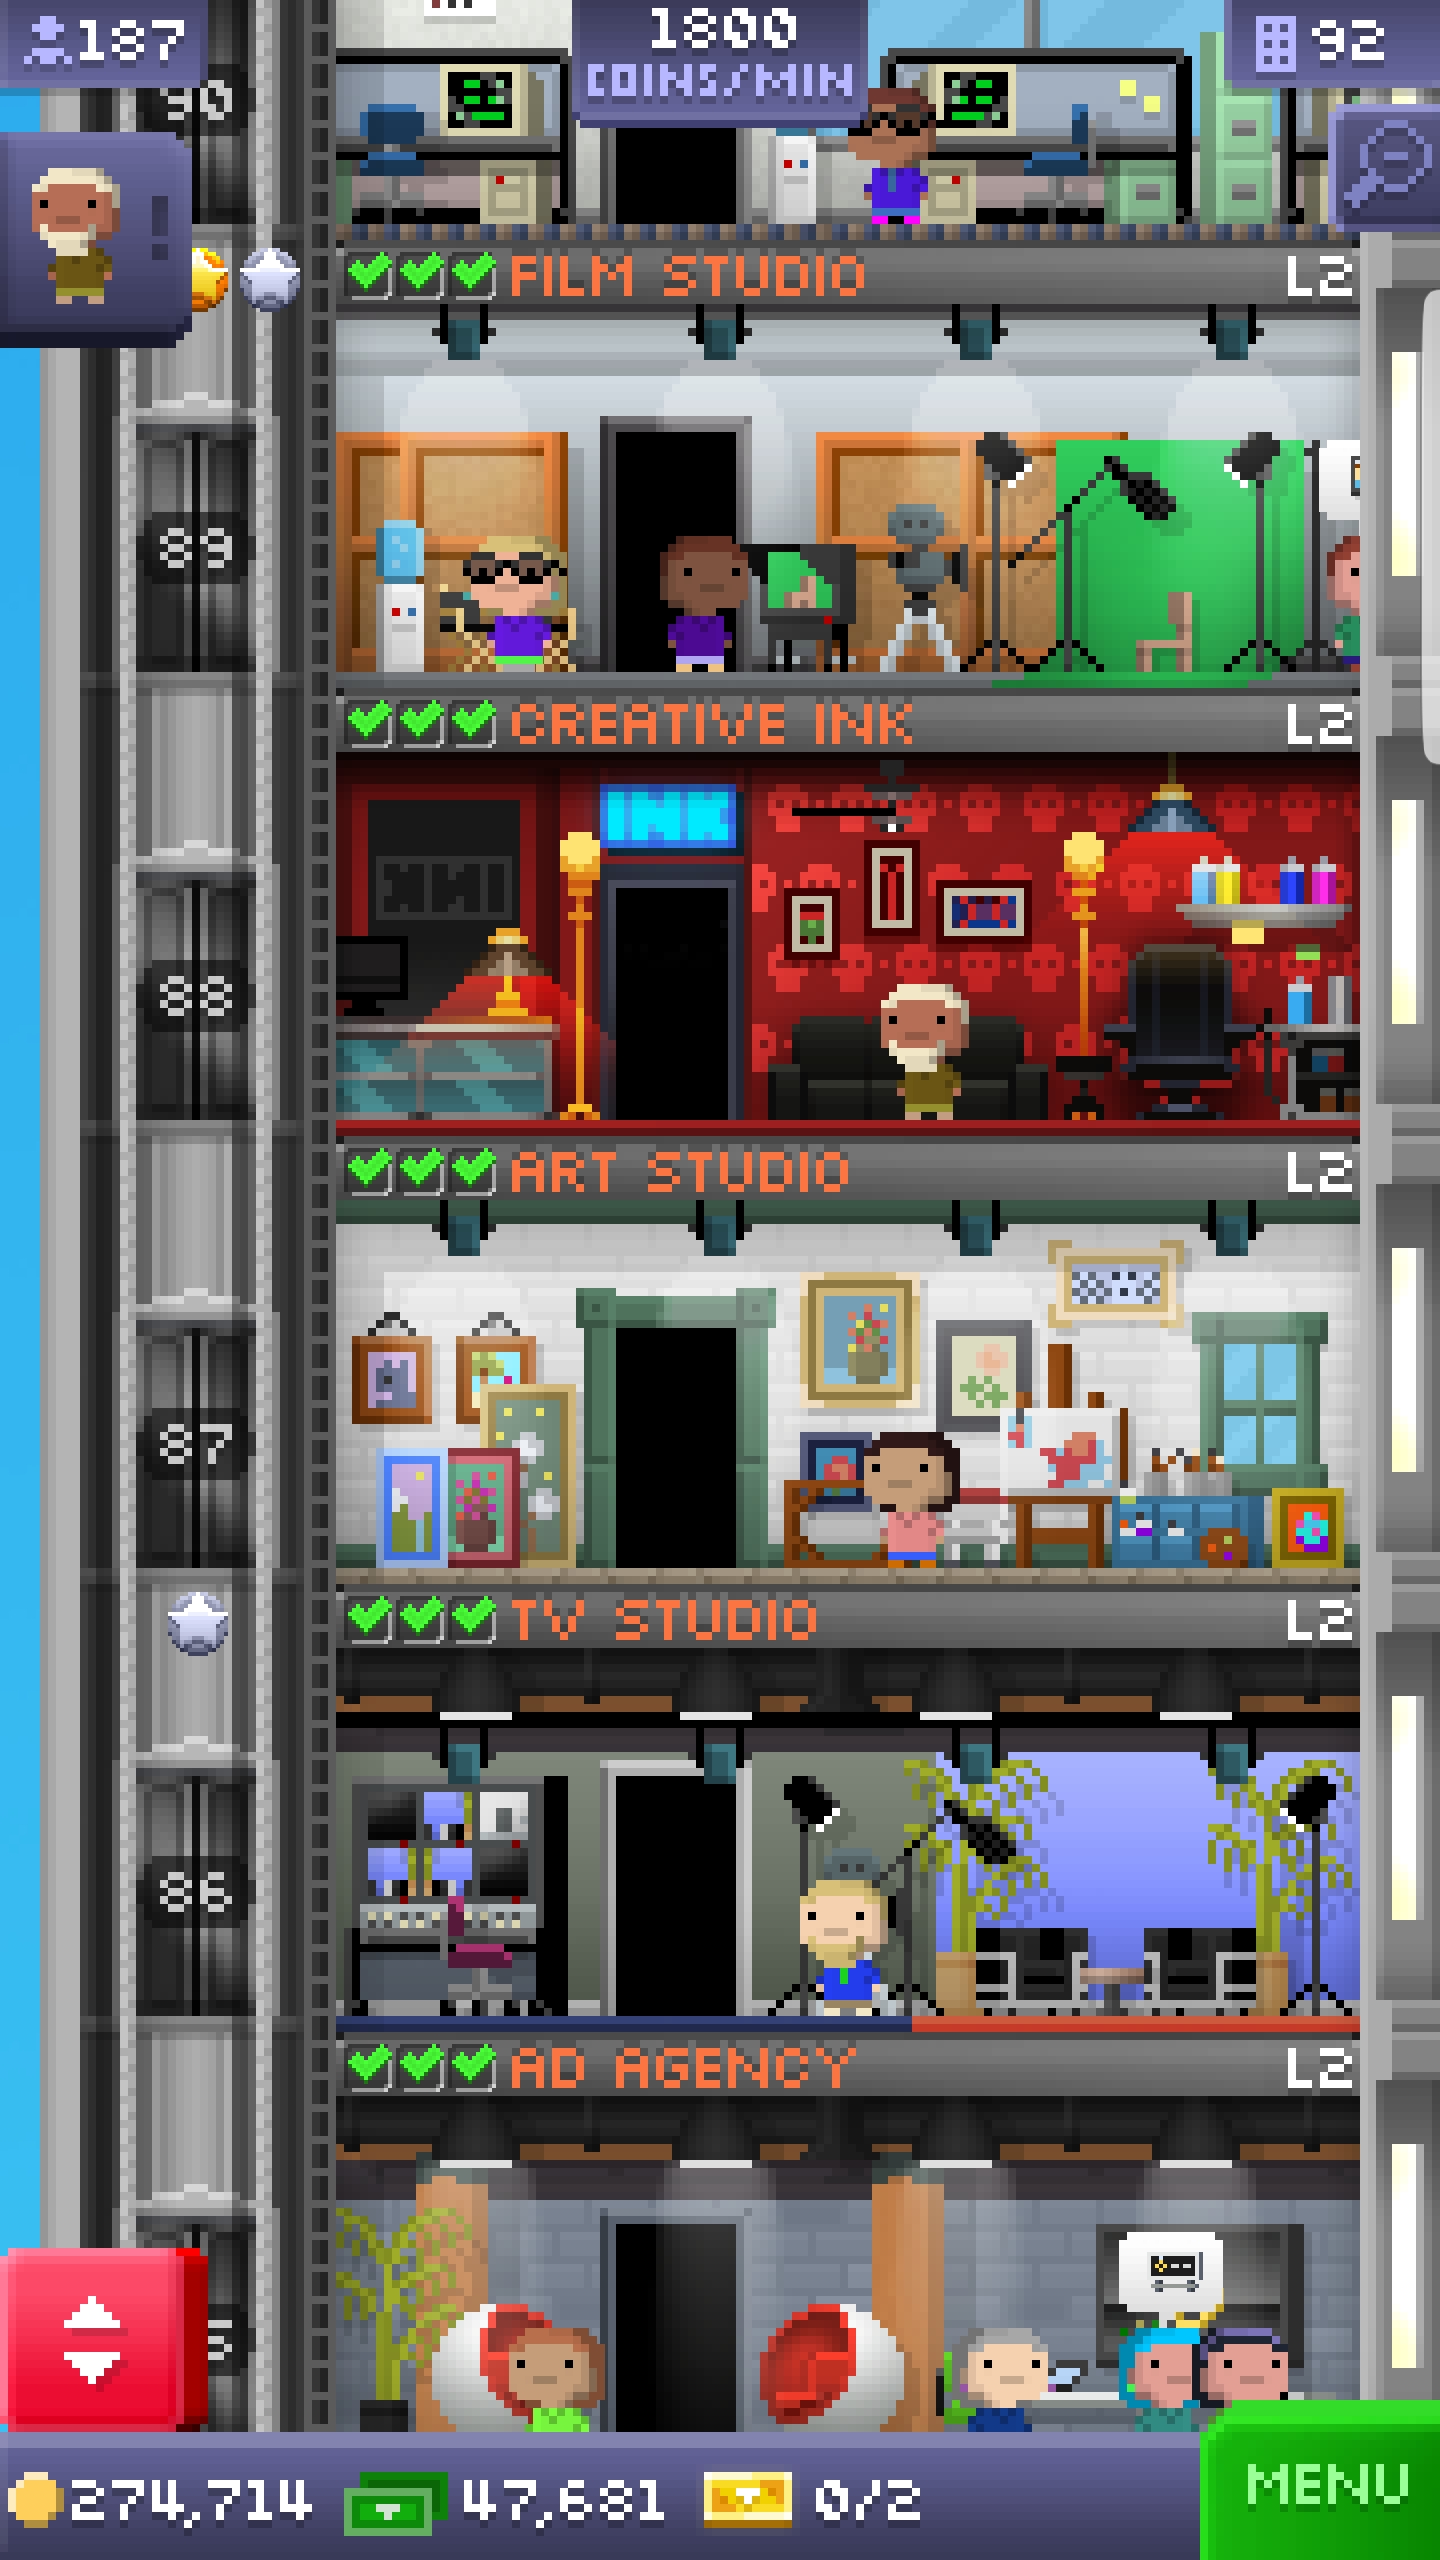 187
1800
COINS/MIN
92
90
FILM STUDIO L2
89
CREATIVE INK L2
INK
88
ART STUDIO L2
87
TV STUDIO L2
86
AD AGENCY L2
274,714 47,681 0/2
MENU